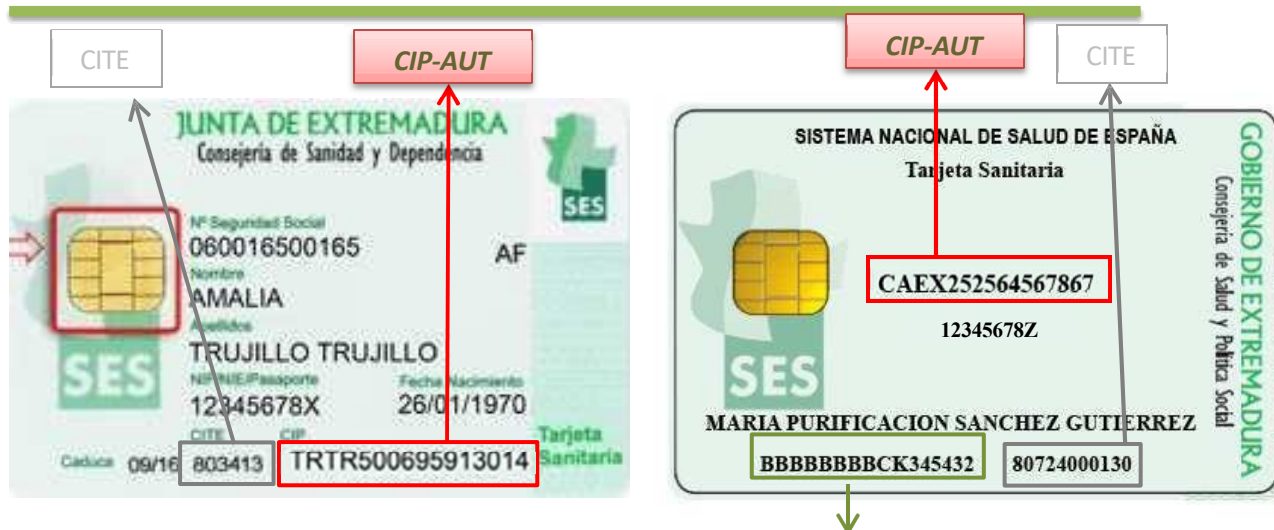 CITE
CIP-AUT
JUNTA DE EXTREMADURA
Consejería de Sanidad y Dependencia
SES
Nº Seguridad Social
060016500165
AF
Nombre
AMALIA
Apellidos
TRUJILLO TRUJILLO
NIF/NIE/Pasaporte
Fecha Nacimiento
12345678X
26/01/1970
CITE
CIP
Caduca 09/16
803413
TRTR500695913014
Tarjeta
Sanitaria
SES
CIP-AUT
CITE
SISTEMA NACIONAL DE SALUD DE ESPAÑA
Tarjeta Sanitaria
CAEX252564567867
12345678Z
SES
MARIA PURIFICACION SANCHEZ GUTIERREZ
BBBBBBBBCK345432
80724000130
GOBIERNO DE EXTREMADURA
Consejería de Salud y Política Social